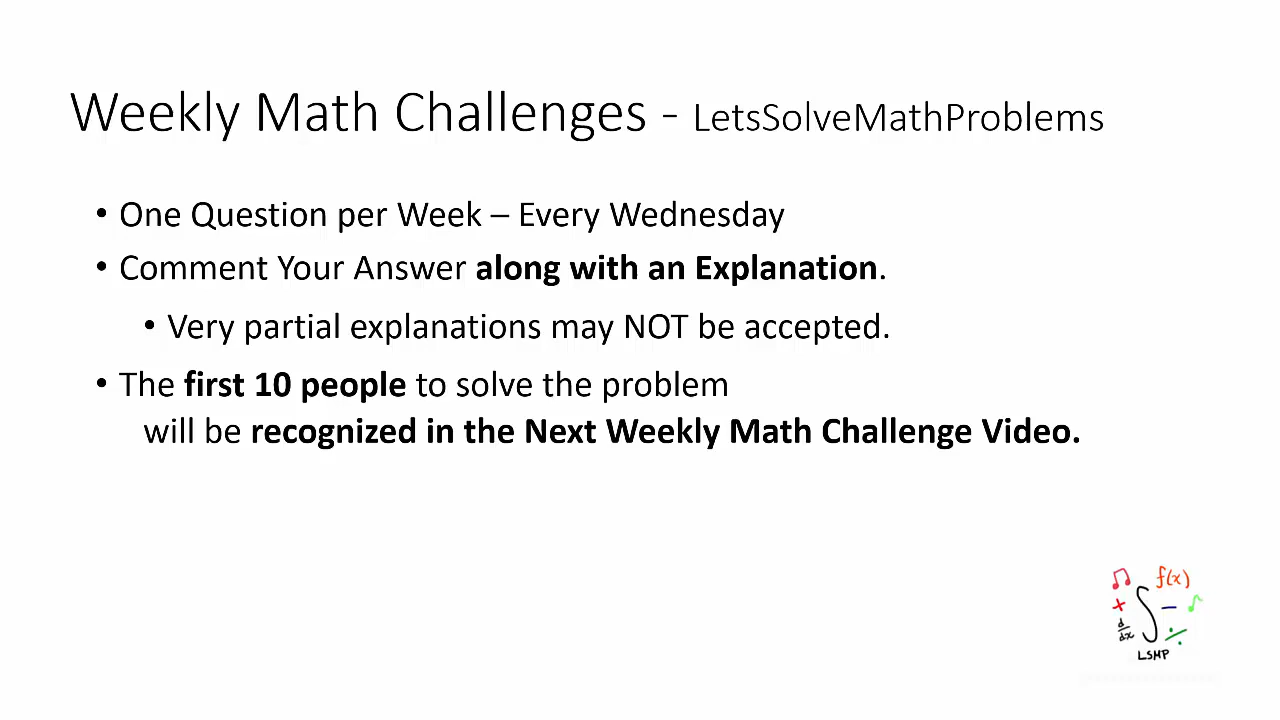 Weekly Math Challenges - LetsSolveMathProblems
• One Question per Week – Every Wednesday
• Comment Your Answer along with an Explanation.
• Very partial explanations may NOT be accepted.
• The first 10 people to solve the problem
will be recognized in the Next Weekly Math Challenge Video.
f(x)
+ ∫ −
d/dx ÷
LSMP